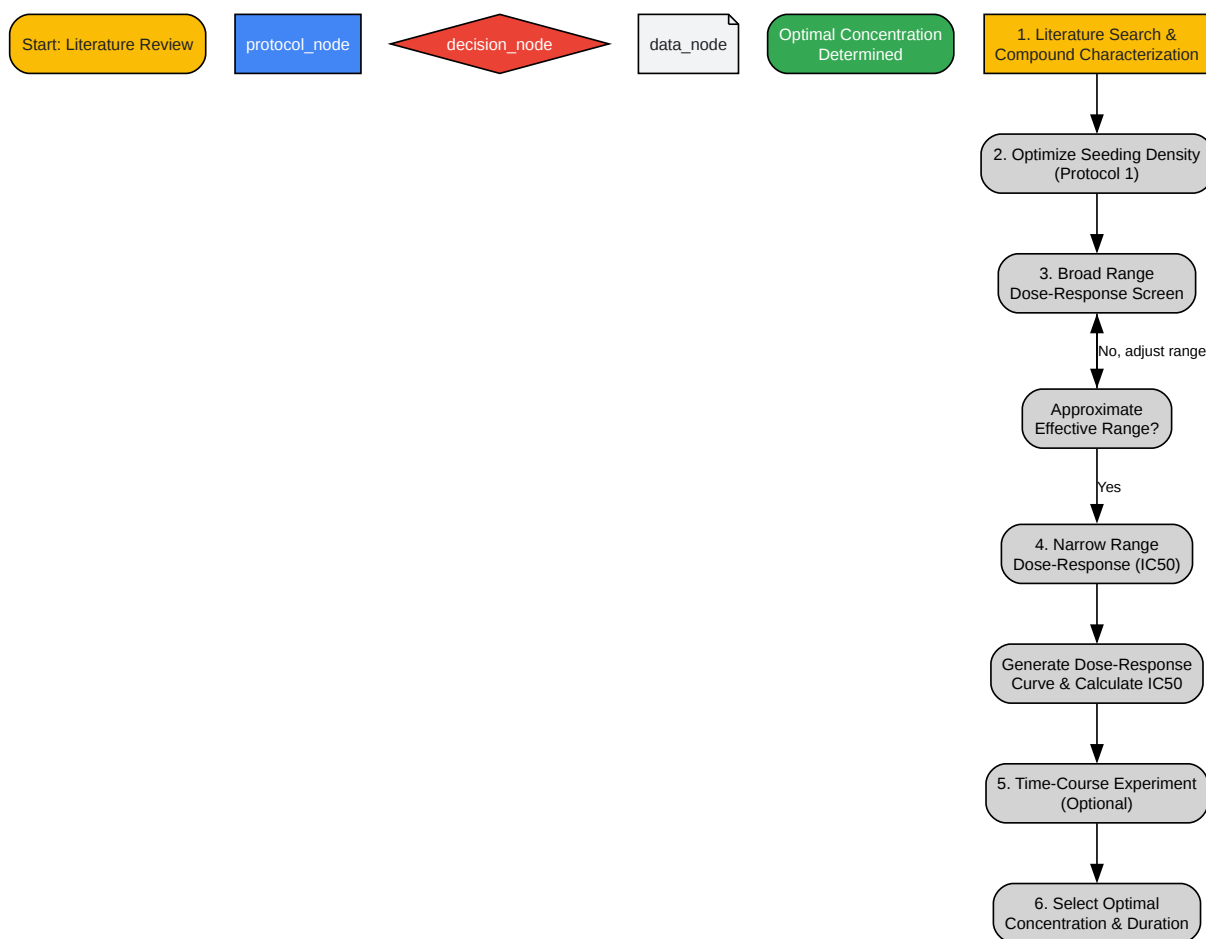 Start: Literature Review
protocol_node
decision_node
data_node
Optimal Concentration
Determined
1. Literature Search &
Compound Characterization
2. Optimize Seeding Density
(Protocol 1)
3. Broad Range
Dose-Response Screen
No, adjust range
Approximate
Effective Range?
Yes
4. Narrow Range
Dose-Response (IC50)
Generate Dose-Response
Curve & Calculate IC50
5. Time-Course Experiment
(Optional)
6. Select Optimal
Concentration & Duration